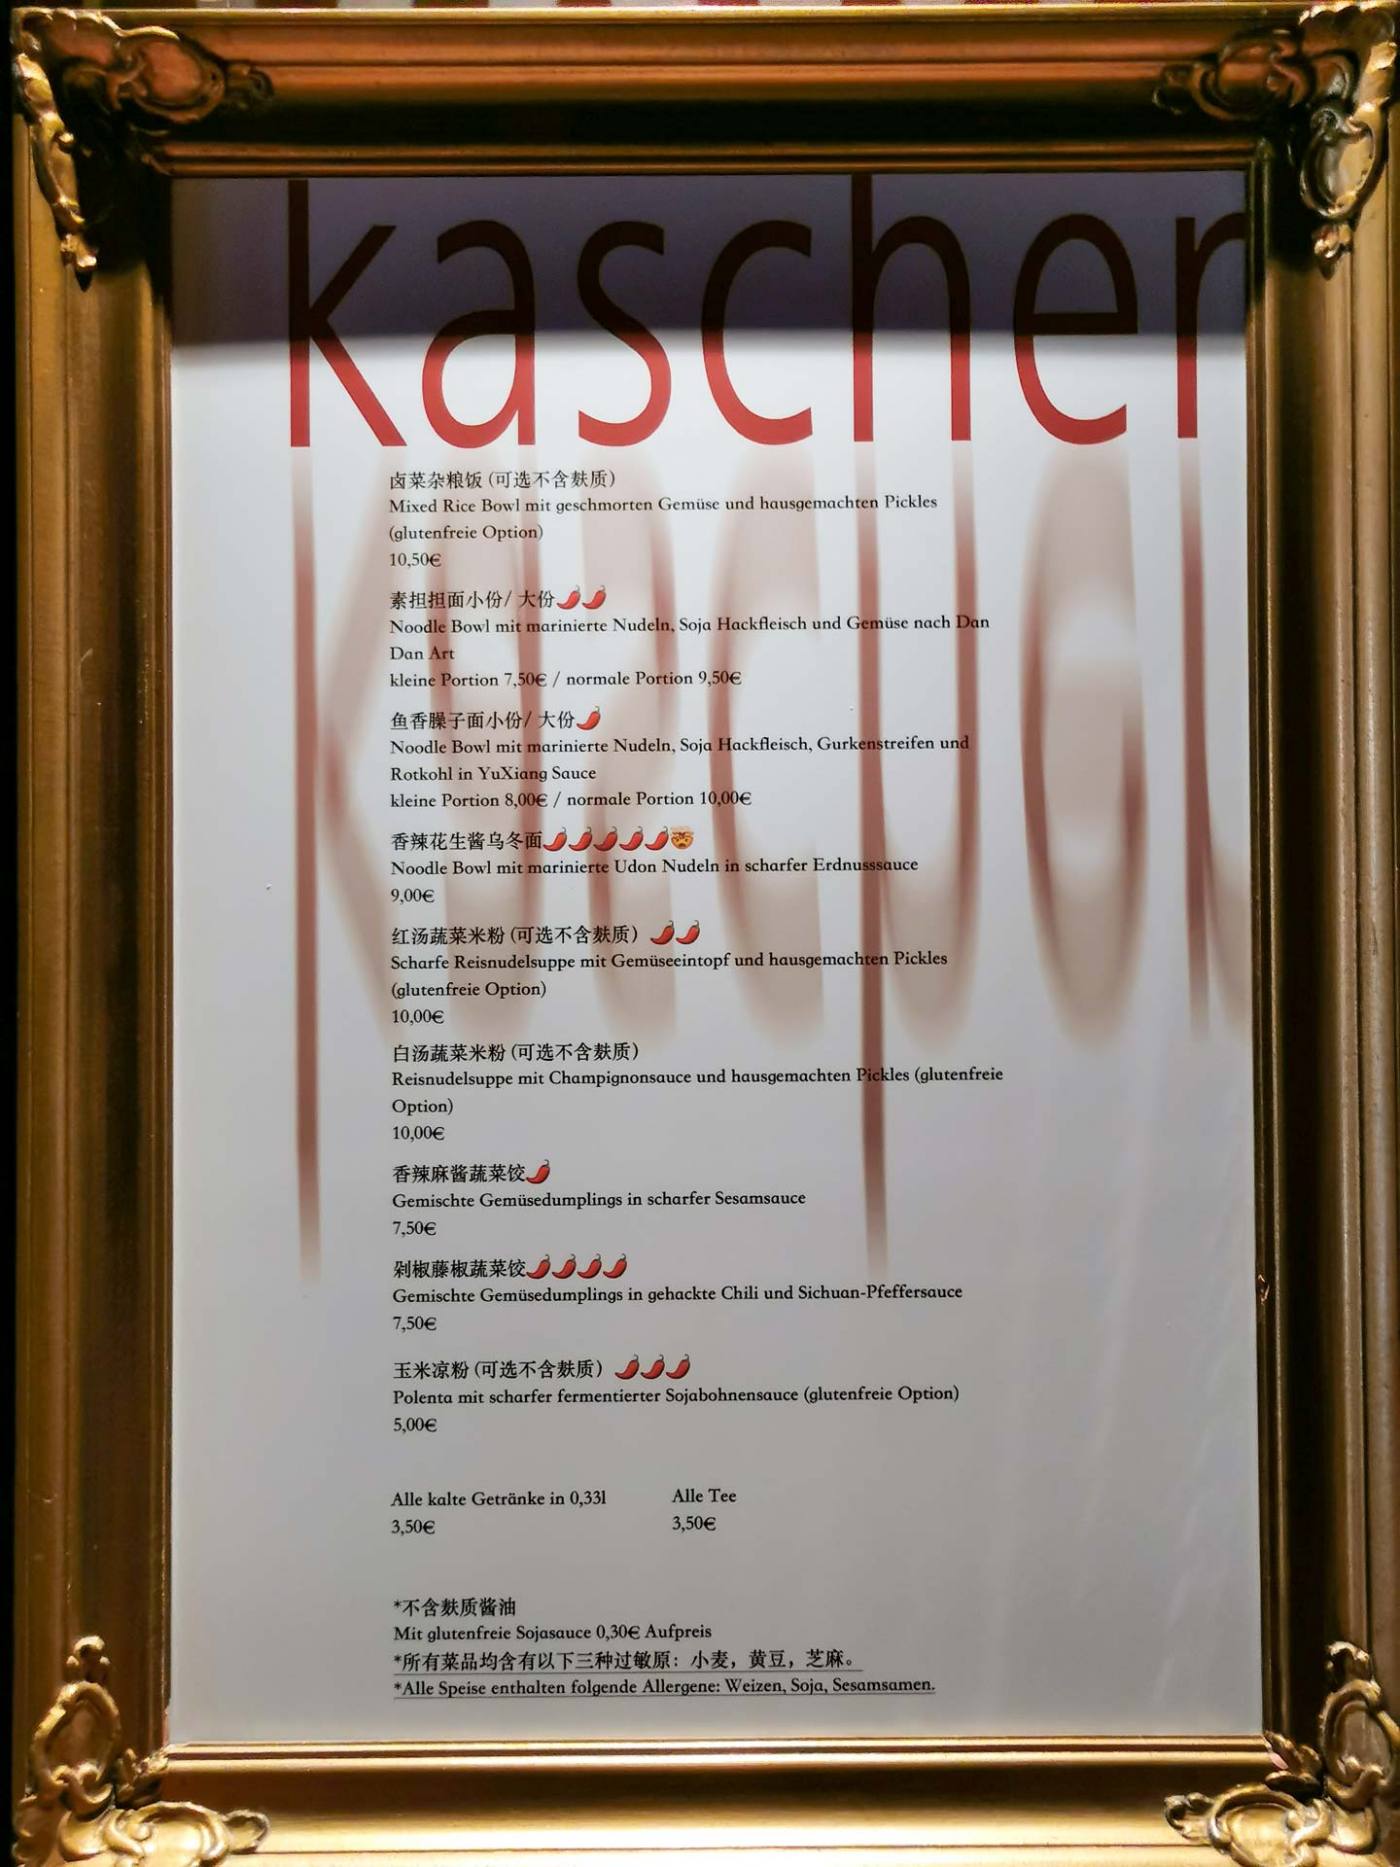 kascher
卤菜杂粮饭 (可选不含麸质)
Mixed Rice Bowl mit geschmorten Gemüse und hausgemachten Pickles
(glutenfreie Option)
10,50€
素担担面小份/ 大份🌶️🌶️
Noodle Bowl mit marinierte Nudeln, Soja Hackfleisch und Gemüse nach Dan
Dan Art
kleine Portion 7,50€ / normale Portion 9,50€
鱼香臊子面小份/ 大份🌶️
Noodle Bowl mit marinierte Nudeln, Soja Hackfleisch, Gurkenstreifen und
Rotkohl in YuXiang Sauce
kleine Portion 8,00€ / normale Portion 10,00€
香辣花生酱乌冬面🌶️🌶️🌶️🌶️🌶️🤯
Noodle Bowl mit marinierte Udon Nudeln in scharfer Erdnusssauce
9,00€
红汤蔬菜米粉 (可选不含麸质) 🌶️🌶️
Scharfe Reisnudelsuppe mit Gemüseeintopf und hausgemachten Pickles
(glutenfreie Option)
10,00€
白汤蔬菜米粉 (可选不含麸质)
Reisnudelsuppe mit Champignonsauce und hausgemachten Pickles (glutenfreie
Option)
10,00€
香辣麻酱蔬菜饺🌶️
Gemischte Gemüsedumplings in scharfer Sesamsauce
7,50€
剁椒藤椒蔬菜饺🌶️🌶️🌶️🌶️
Gemischte Gemüsedumplings in gehackte Chili und Sichuan-Pfeffersauce
7,50€
玉米凉粉 (可选不含麸质) 🌶️🌶️🌶️
Polenta mit scharfer fermentierter Sojabohnensauce (glutenfreie Option)
5,00€
Alle kalte Getränke in 0,33l
3,50€
Alle Tee
3,50€
*不含麸质酱油
Mit glutenfreie Sojasauce 0,30€ Aufpreis
*所有菜品均含有以下三种过敏原：小麦，黄豆，芝麻。
*Alle Speise enthalten folgende Allergene: Weizen, Soja, Sesamsamen.